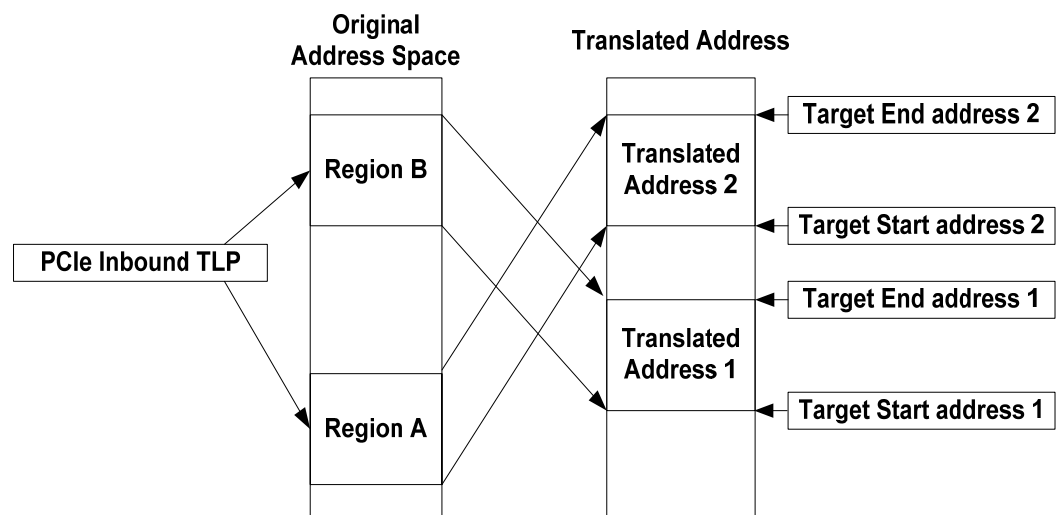 Original
Address Space
Translated Address
Target End address 2
Region B
Translated
Address 2
Target Start address 2
PCIe Inbound TLP
Target End address 1
Translated
Address 1
Region A
Target Start address 1